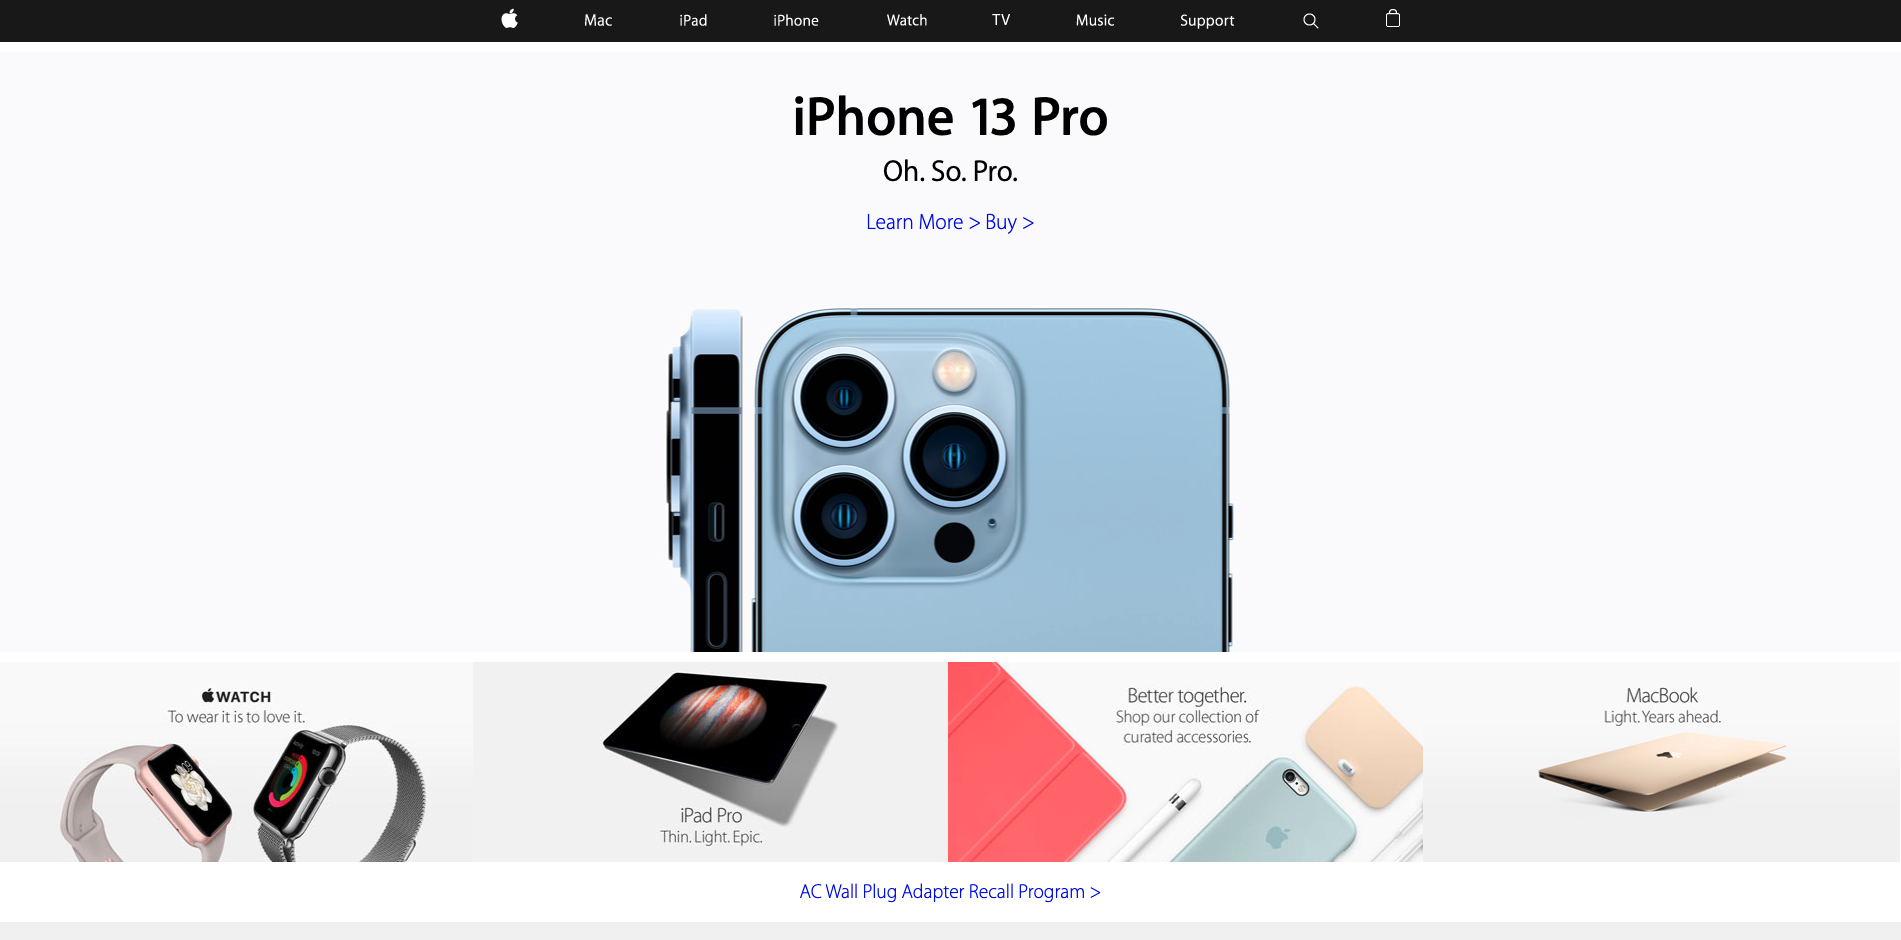 Mac iPad iPhone Watch TV Music Support
iPhone 13 Pro
Oh. So. Pro.
Learn More > Buy >
WATCH
To wear it is to love it.
iPad Pro
Thin. Light. Epic.
Better together.
Shop our collection of
curated accessories.
MacBook
Light. Years ahead.
AC Wall Plug Adapter Recall Program >